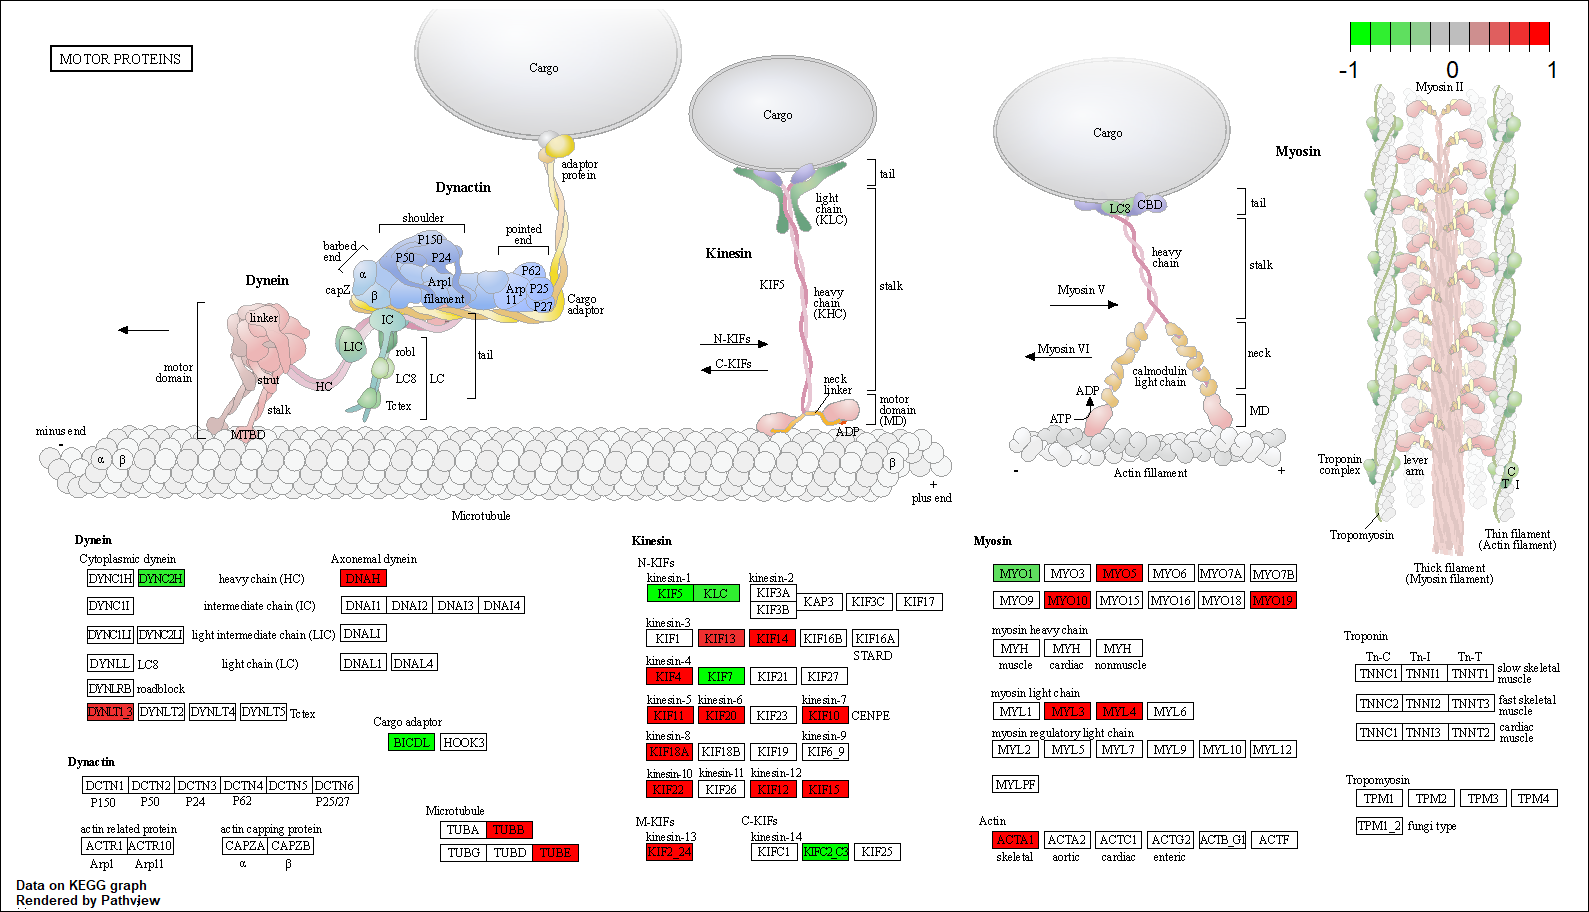 MOTOR PROTEINS
-1 0 1
Cargo
adaptor
protein
Dynactin
shoulder
P150
P50 P24
Arp1
filament
pointed
end
P62
Arp P25
11 P27
Cargo
adaptor
barbed
end
α
capZ
β
Dynein
linker
motor
domain
strut
stalk
MTBD
HC
LIC
IC
robl
LC8
LC
Tctex
tail
minus end
-
α β
β
+
plus end
Microtubule
Cargo
tail
light
chain
(KLC)
Kinesin
KIF5
heavy
chain
(KHC)
stalk
N-KIFs
C-KIFs
neck
linker
motor
domain
(MD)
ADP
Cargo
Myosin
LC8 CBD
tail
heavy
chain
stalk
Myosin V
Myosin VI
neck
calmodulin
light chain
ADP
ATP
MD
-
+
Actin filament
Myosin II
Troponin
complex
lever
arm
C
T I
Tropomyosin
Thin filament
(Actin filament)
Thick filament
(Myosin filament)
Dynein
Cytoplasmic dynein
Axonemal dynein
DYNC1H DYNC2H heavy chain (HC) DNAH
DYNC1I intermediate chain (IC) DNAI1 DNAI2 DNAI3 DNAI4
DYNC1LI DYNC2LI light intermediate chain (LIC) DNALI
DYNLL LC8 light chain (LC) DNAL1 DNAL4
DYNLRB roadblock
DYNLT1_3 DYNLT2 DYNLT4 DYNLT5 Tctex
Cargo adaptor
BICDL HOOK3
Dynactin
DCTN1 DCTN2 DCTN3 DCTN4 DCTN5 DCTN6
P150 P50 P24 P62 P25/27
actin related protein
ACTR1 ACTR10
Arp1 Arp11
actin capping protein
CAPZA CAPZB
α β
Microtubule
TUBA TUBB
TUBG TUBD TUBE
Kinesin
N-KIFs
kinesin-1
KIF5 KLC
kinesin-2
KIF3A
KIF3B
KAP3 KIF3C KIF17
kinesin-3
KIF1 KIF13 KIF14 KIF16B KIF16A
STARD
kinesin-4
KIF4 KIF7 KIF21 KIF27
kinesin-5 kinesin-6 kinesin-7
KIF11 KIF20 KIF23 KIF10 CENPE
kinesin-8 kinesin-9
KIF18A KIF18B KIF19 KIF6_9
kinesin-10 kinesin-11 kinesin-12
KIF22 KIF26 KIF12 KIF15
M-KIFs
kinesin-13
KIF2_24
C-KIFs
kinesin-14
KIFC1 KIFC2_C3 KIF25
Myosin
MYO1 MYO3 MYO5 MYO6 MYO7A MYO7B
MYO9 MYO10 MYO15 MYO16 MYO18 MYO19
myosin heavy chain
MYH MYH MYH
muscle cardiac nonmuscle
myosin light chain
MYL1 MYL3 MYL4 MYL6
myosin regulatory light chain
MYL2 MYL5 MYL7 MYL9 MYL10 MYL12
MYLPF
Actin
ACTA1 ACTA2 ACTC1 ACTG2 ACTB_G1 ACTF
skeletal aortic cardiac enteric
Troponin
Tn-C Tn-I Tn-T
TNNC1 TNNI1 TNNT1 slow skeletal
muscle
TNNC2 TNNI2 TNNT3 fast skeletal
muscle
TNNC1 TNNI3 TNNT2 cardiac
muscle
Tropomyosin
TPM1 TPM2 TPM3 TPM4
TPM1_2 fungi type
Data on KEGG graph
Rendered by Pathview